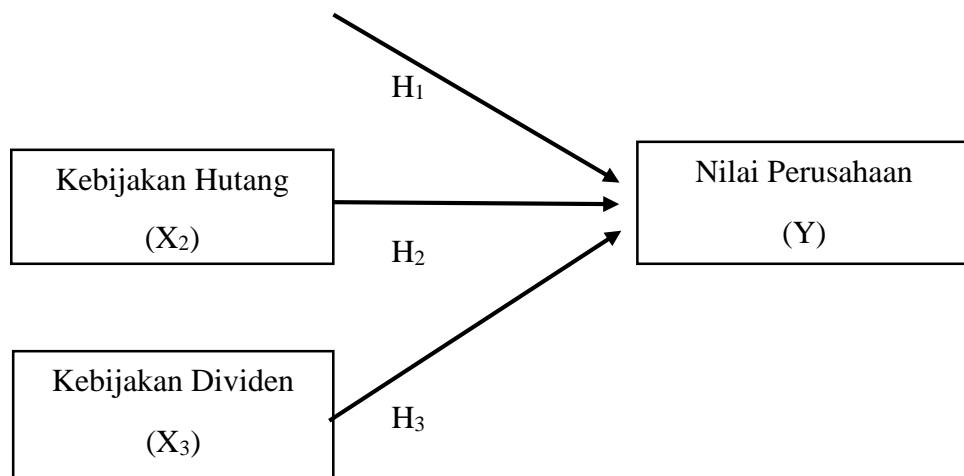 H₁
Kebijakan Hutang
(X₂)
Nilai Perusahaan
(Y)
H₂
Kebijakan Dividen
(X₃)
H₃